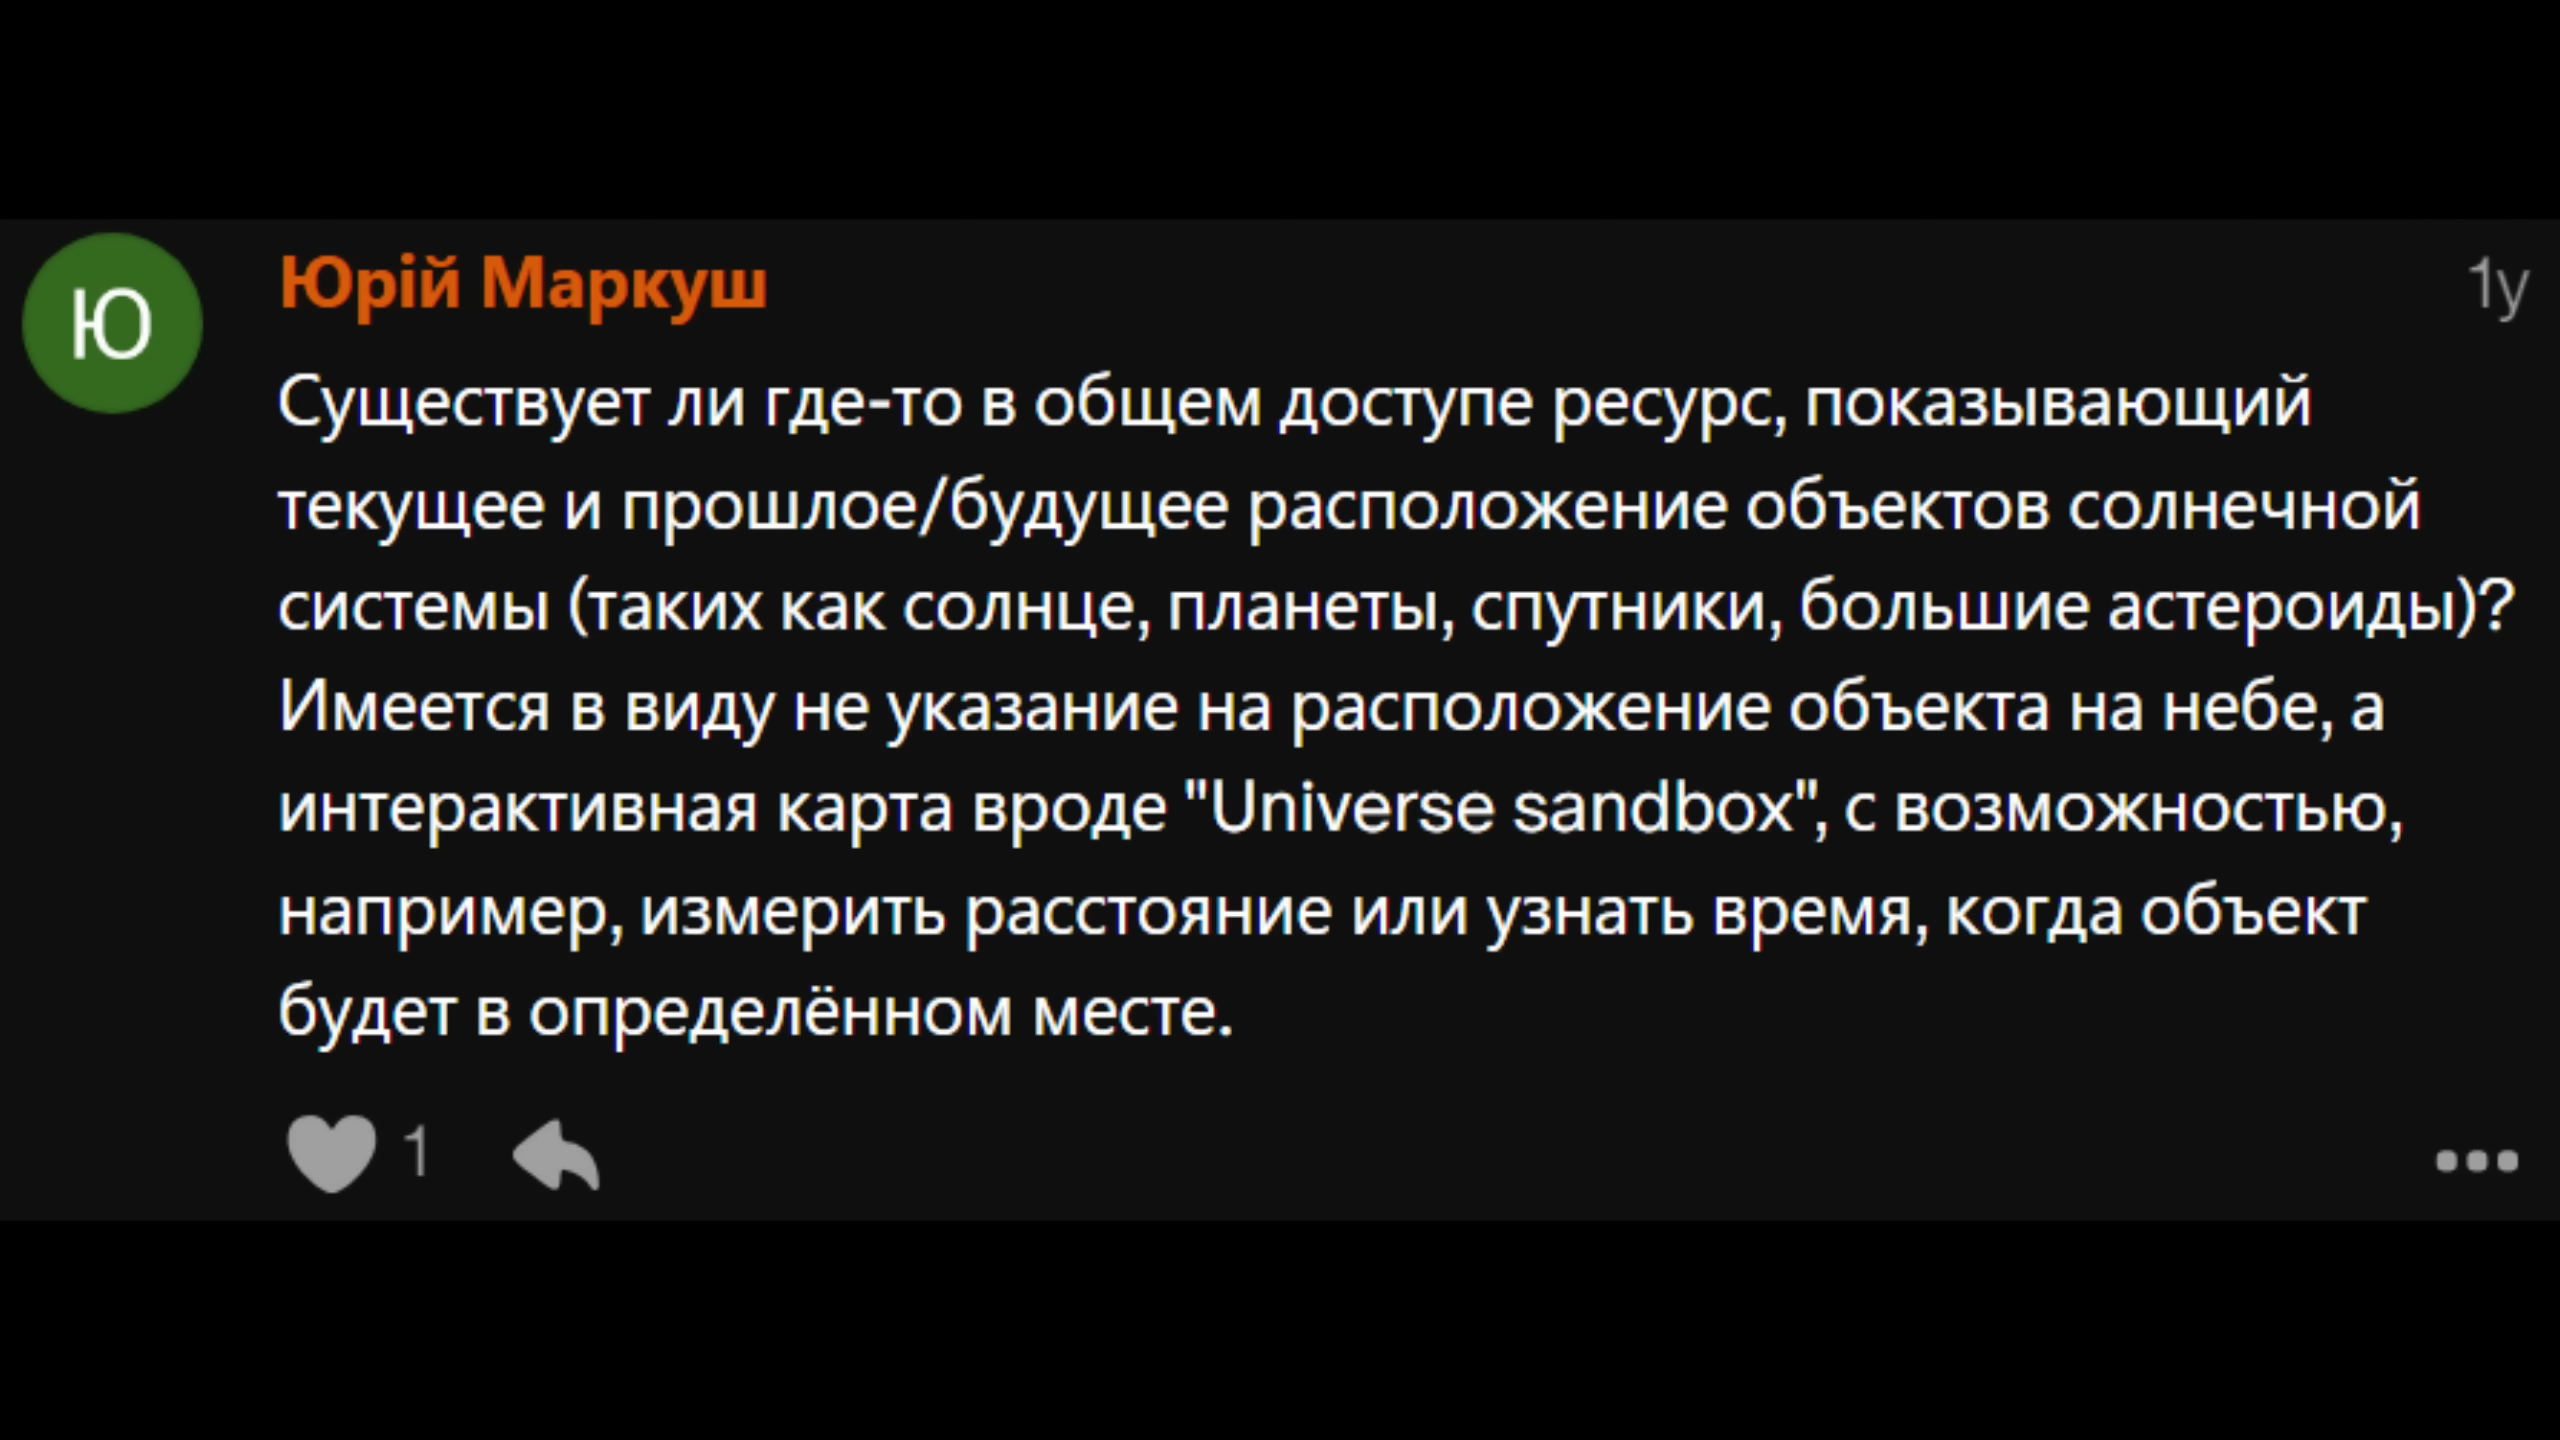 Ю
Юрій Маркуш
1y
Существует ли где-то в общем доступе ресурс, показывающий
текущее и прошлое/будущее расположение объектов солнечной
системы (таких как солнце, планеты, спутники, большие астероиды)?
Имеется в виду не указание на расположение объекта на небе, а
интерактивная карта вроде "Universe sandbox", с возможностью,
например, измерить расстояние или узнать время, когда объект
будет в определённом месте.
1